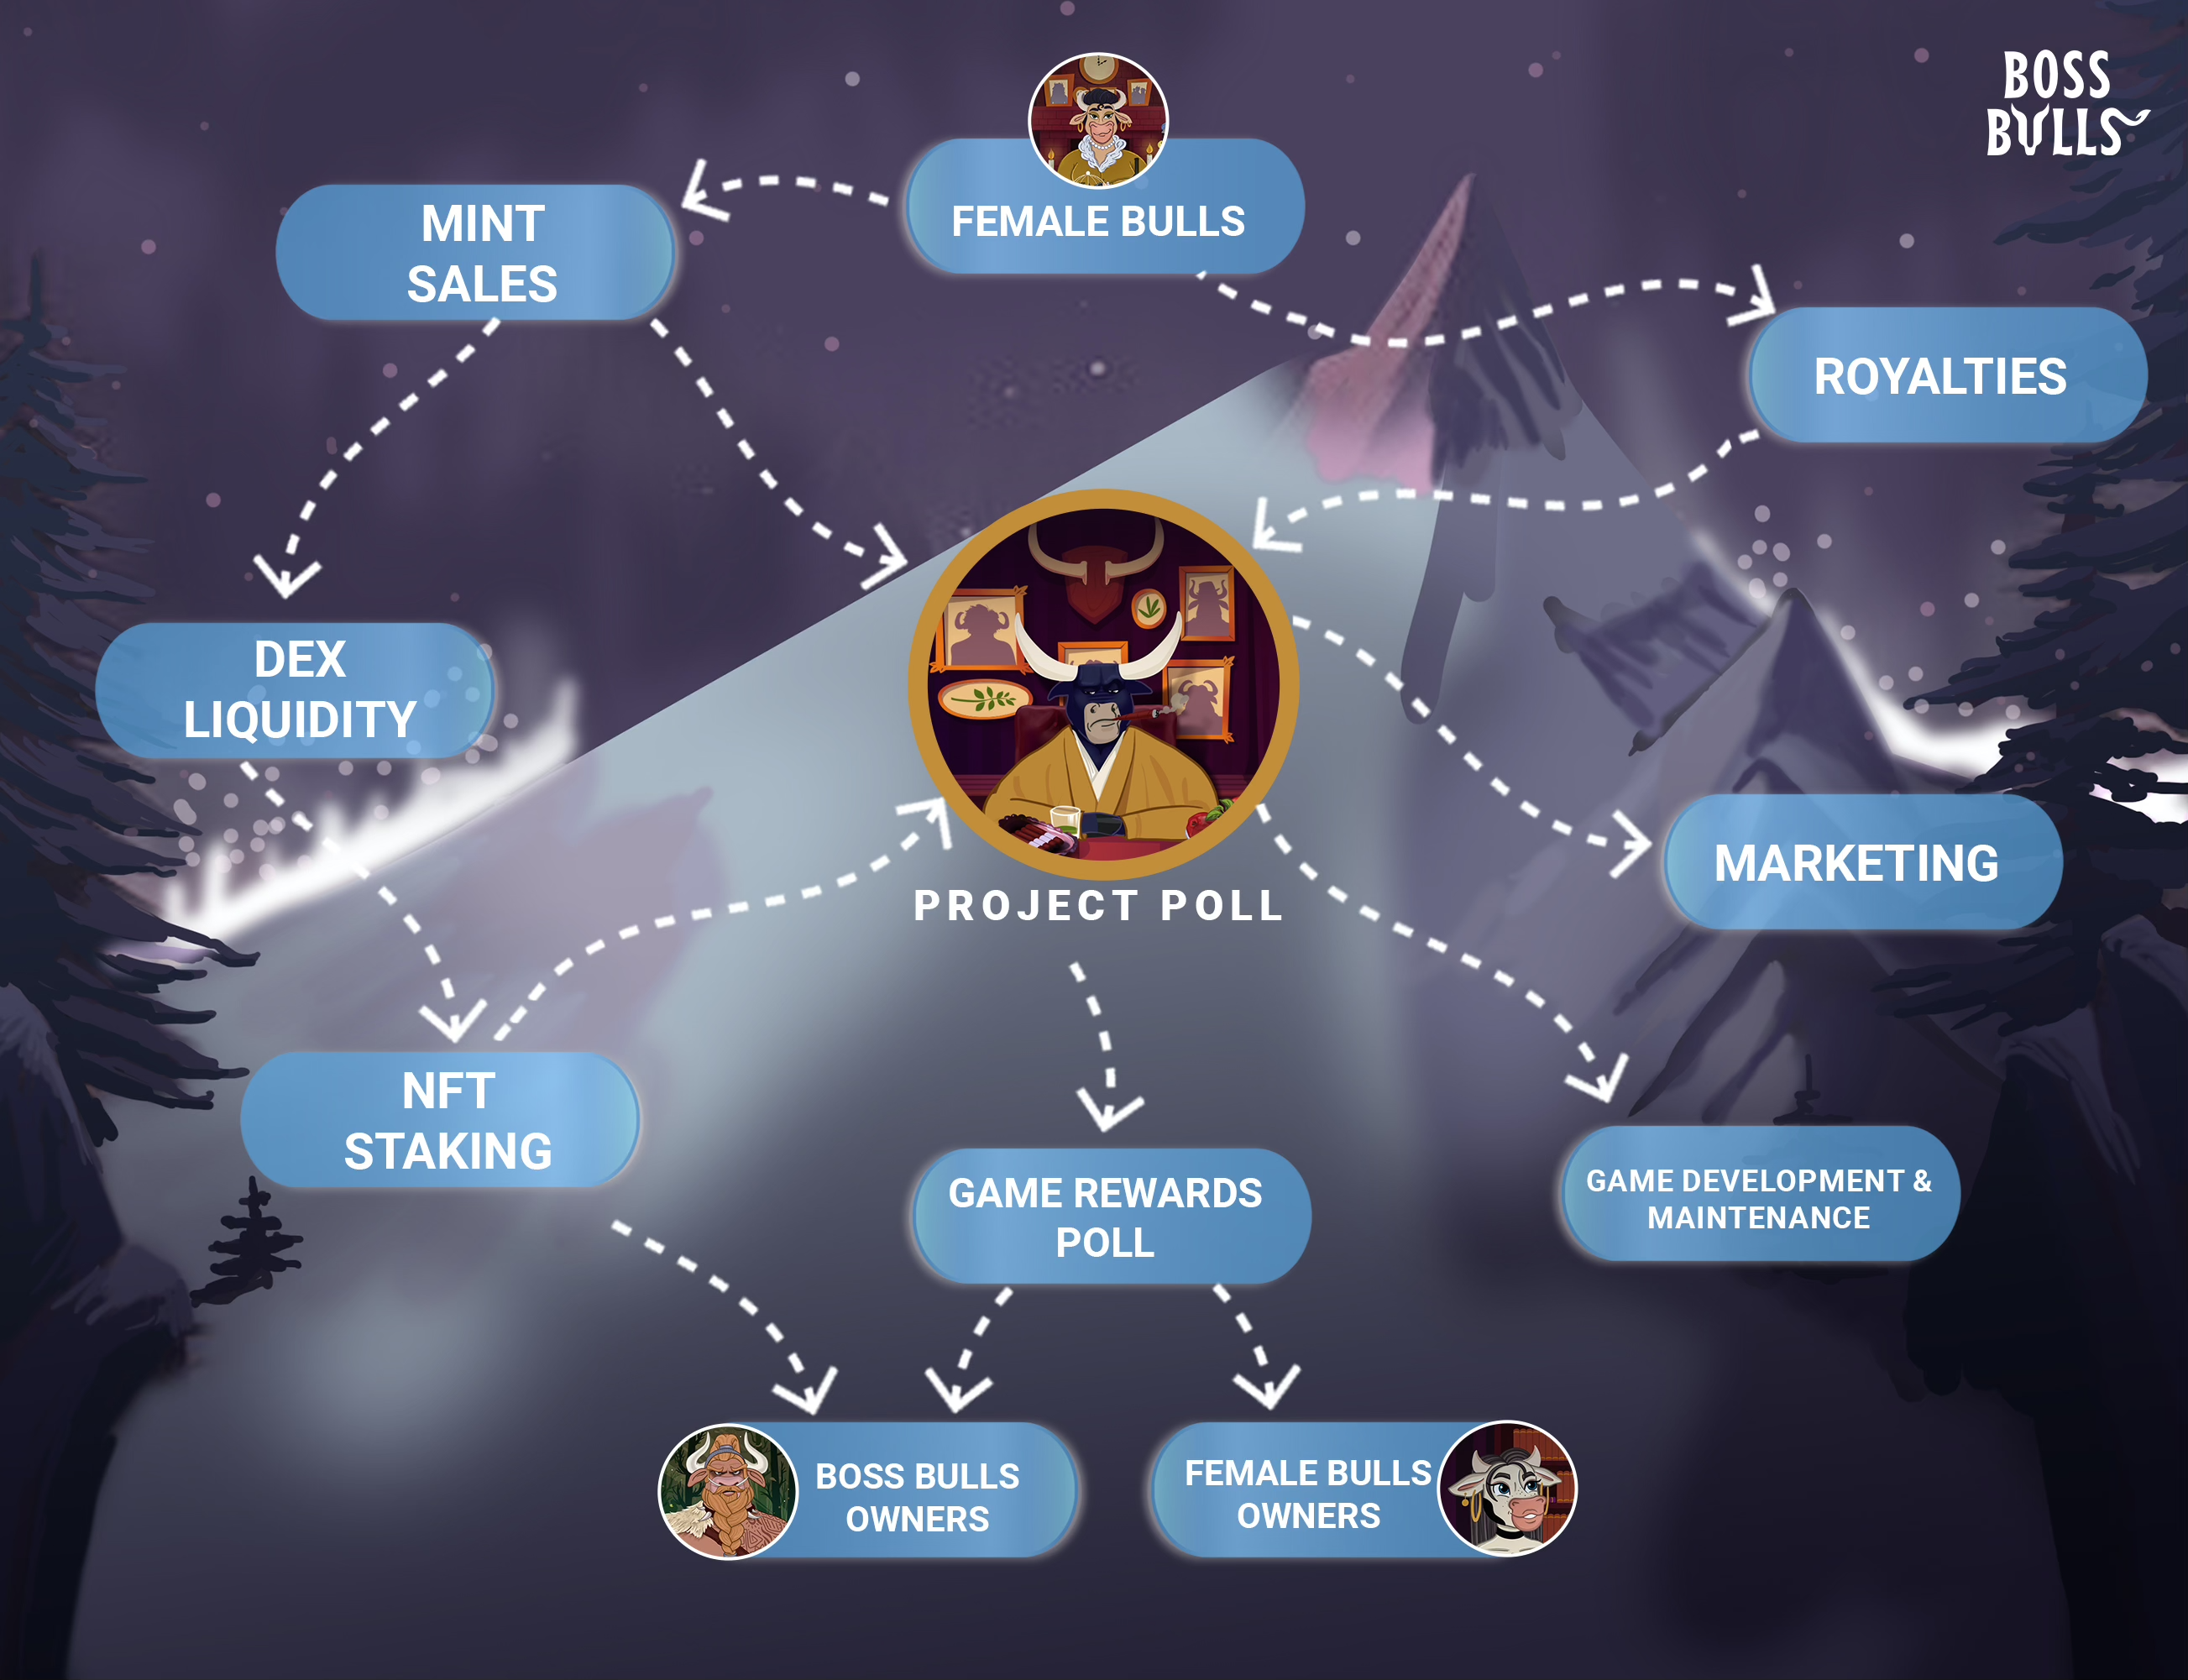 BOSS
BULLS
FEMALE BULLS
MINT
SALES
ROYALTIES
DEX
LIQUIDITY
PROJECT POLL
MARKETING
NFT
STAKING
GAME REWARDS
POLL
GAME DEVELOPMENT &
MAINTENANCE
BOSS BULLS
OWNERS
FEMALE BULLS
OWNERS